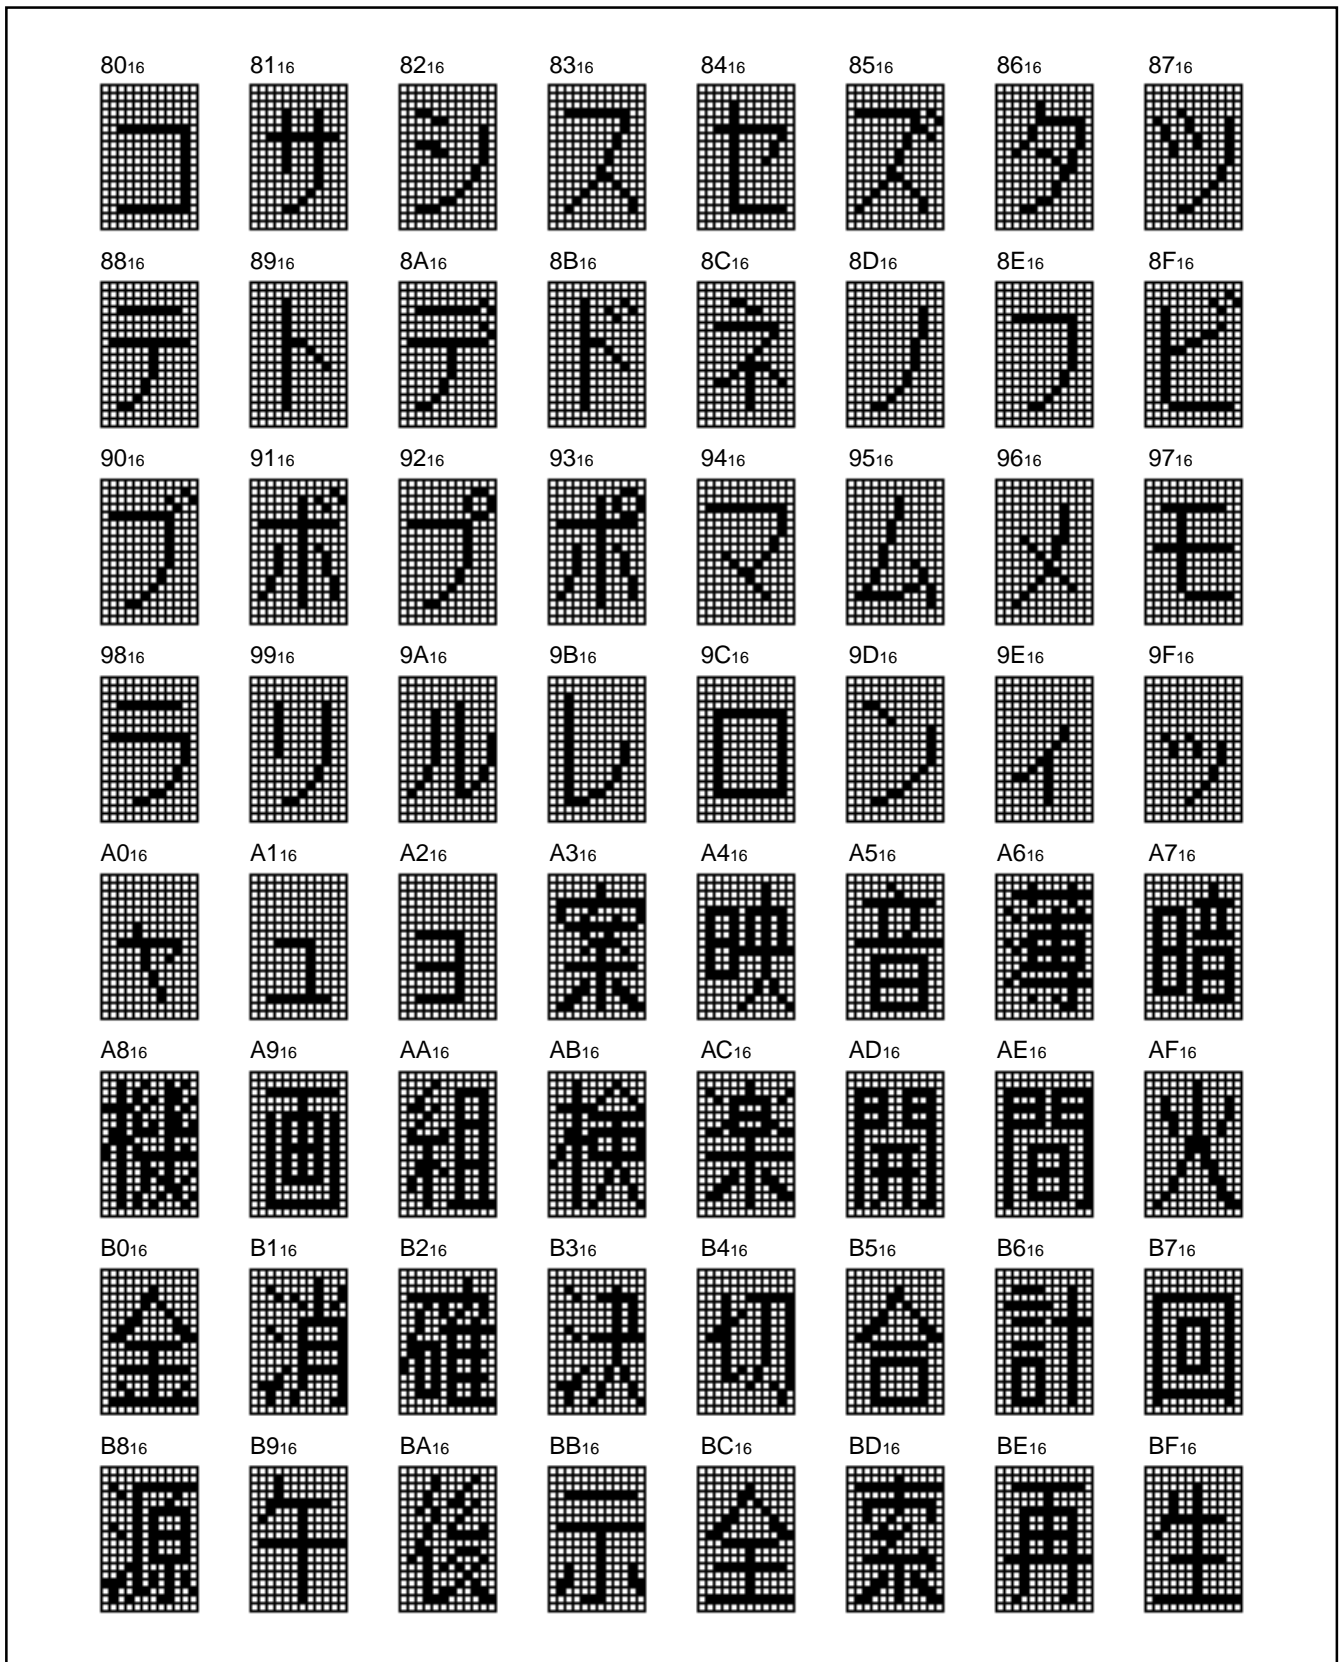 80₁₆ 81₁₆ 82₁₆ 83₁₆ 84₁₆ 85₁₆ 86₁₆ 87₁₆
コ サ シ ス セ ズ タ ツ
88₁₆ 89₁₆ 8A₁₆ 8B₁₆ 8C₁₆ 8D₁₆ 8E₁₆ 8F₁₆
テ ト デ ド ネ ノ フ ビ
90₁₆ 91₁₆ 92₁₆ 93₁₆ 94₁₆ 95₁₆ 96₁₆ 97₁₆
ブ ボ プ ポ マ ム メ モ
98₁₆ 99₁₆ 9A₁₆ 9B₁₆ 9C₁₆ 9D₁₆ 9E₁₆ 9F₁₆
ラ リ ル レ ロ ン ィ ッ
A0₁₆ A1₁₆ A2₁₆ A3₁₆ A4₁₆ A5₁₆ A6₁₆ A7₁₆
ャ ュ ョ 案 映 音 薄 暗
A8₁₆ A9₁₆ AA₁₆ AB₁₆ AC₁₆ AD₁₆ AE₁₆ AF₁₆
機 画 組 検 楽 開 間 火
B0₁₆ B1₁₆ B2₁₆ B3₁₆ B4₁₆ B5₁₆ B6₁₆ B7₁₆
金 消 確 決 切 合 計 回
B8₁₆ B9₁₆ BA₁₆ BB₁₆ BC₁₆ BD₁₆ BE₁₆ BF₁₆
源 午 後 示 全 索 再 生